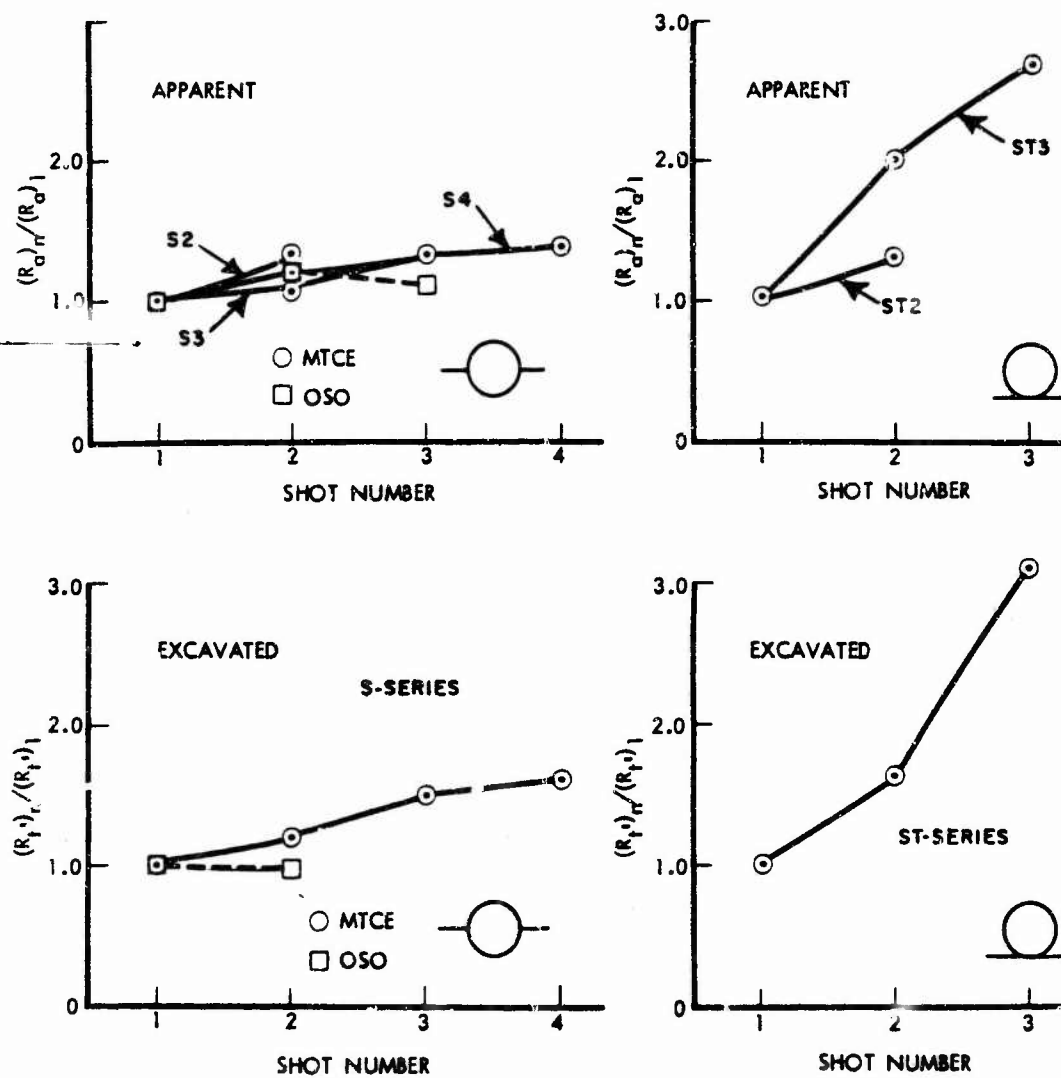 APPARENT
2.0
1.0
0
(Ra)n/(Ra)1
S2
S3
S4
MTCE
OSO
1 2 3 4
SHOT NUMBER
3.0
APPARENT
2.0
1.0
0
(Ra)n/(Ra)1
ST3
ST2
1 2 3
SHOT NUMBER
3.0
EXCAVATED
S-SERIES
2.0
1.0
0
MTCE
OSO
1 2 3 4
SHOT NUMBER
3.0
EXCAVATED
2.0
1.0
0
(Rt')n/(Rt')1
ST-SERIES
1 2 3
SHOT NUMBER